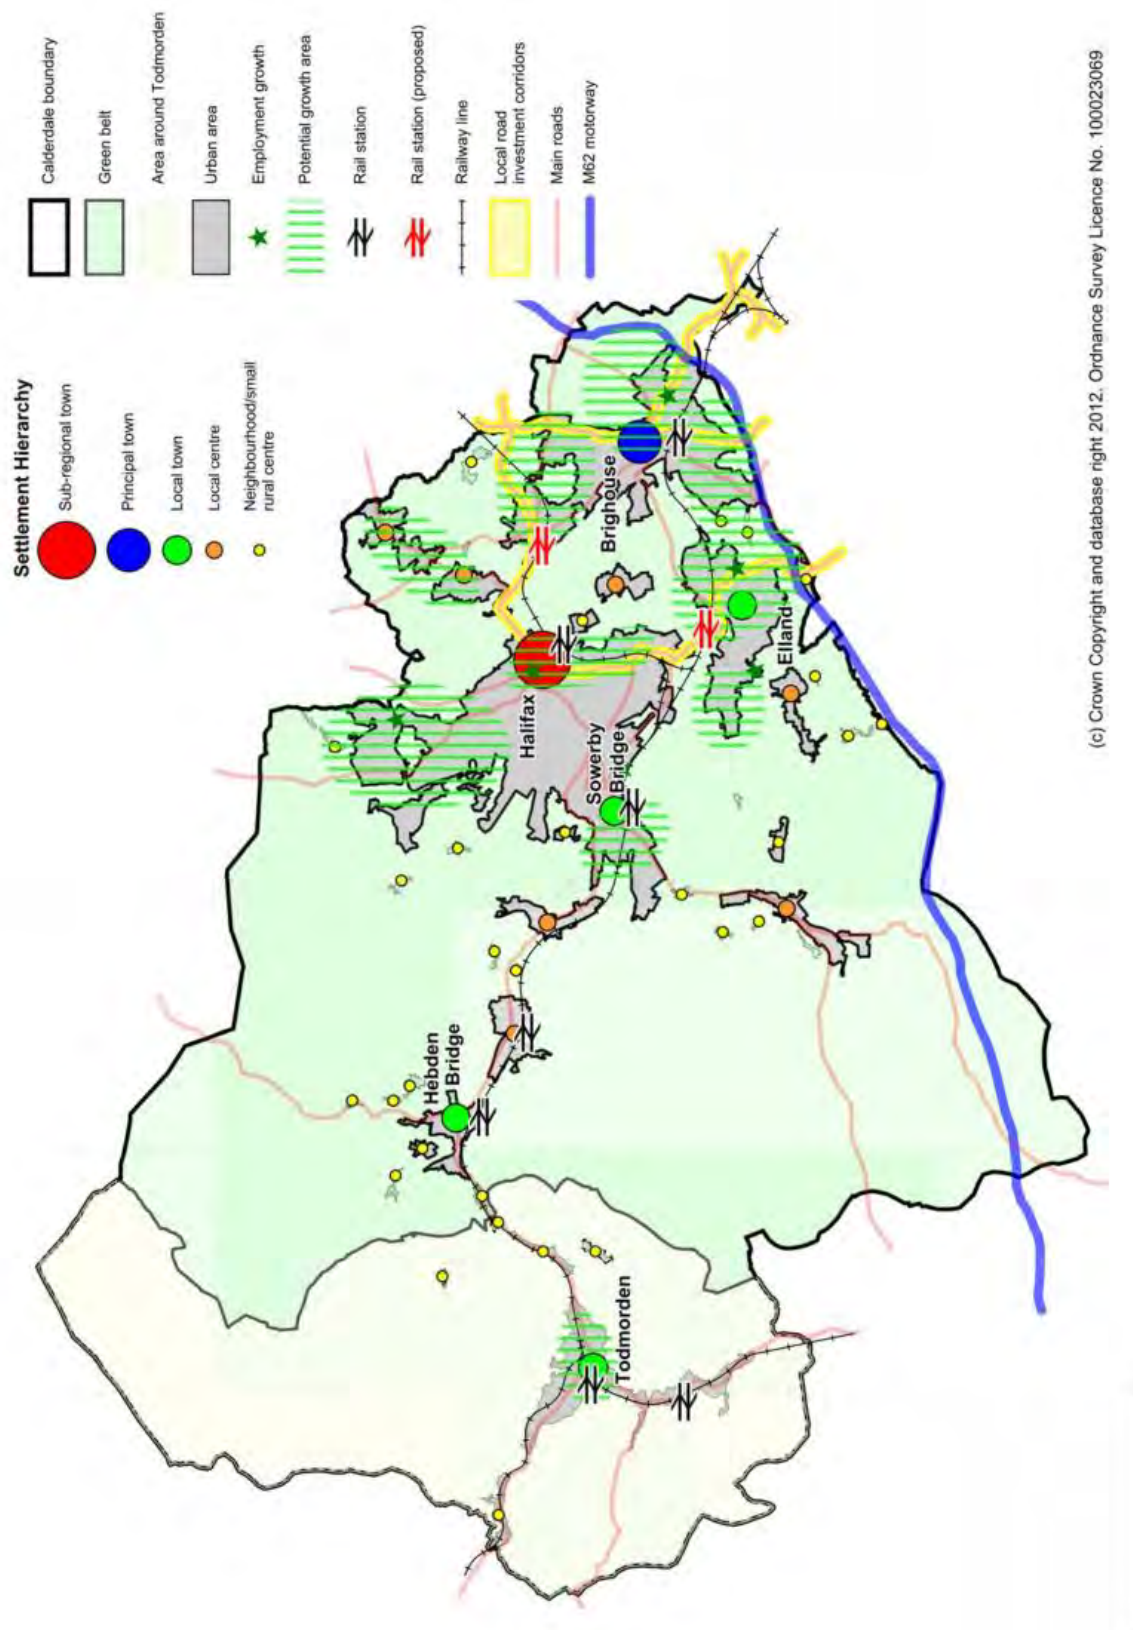 Settlement Hierarchy
Sub-regional town
Principal town
Local town
Local centre
Neighbourhood/small
rural centre
Calderdale boundary
Green belt
Area around Todmorden
Urban area
Employment growth
Potential growth area
Rail station
Rail station (proposed)
Railway line
Local road
investment corridors
Main roads
M62 motorway
Halifax
Brighouse
Elland
Sowerby
Bridge
Hebden
Bridge
Todmorden
(c) Crown Copyright and database right 2012. Ordnance Survey Licence No. 100023069